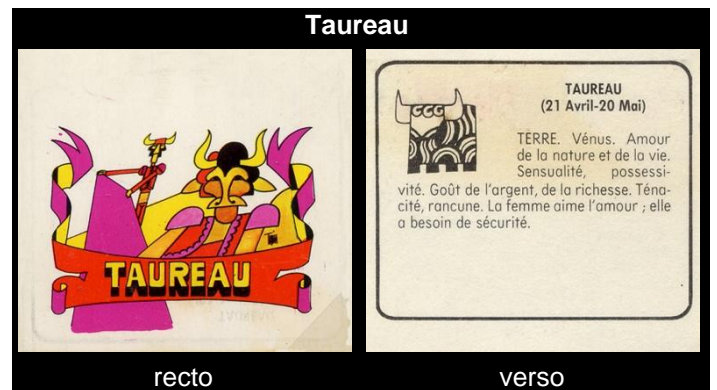 Taureau
TAUREAU
TAUREAU
(21 Avril-20 Mai)
TERRE. Vénus. Amour
de la nature et de la vie.
Sensualité, possessi-
vité. Goût de l'argent, de la richesse. Téna-
cité, rancune. La femme aime l'amour ; elle
a besoin de sécurité.
recto
verso